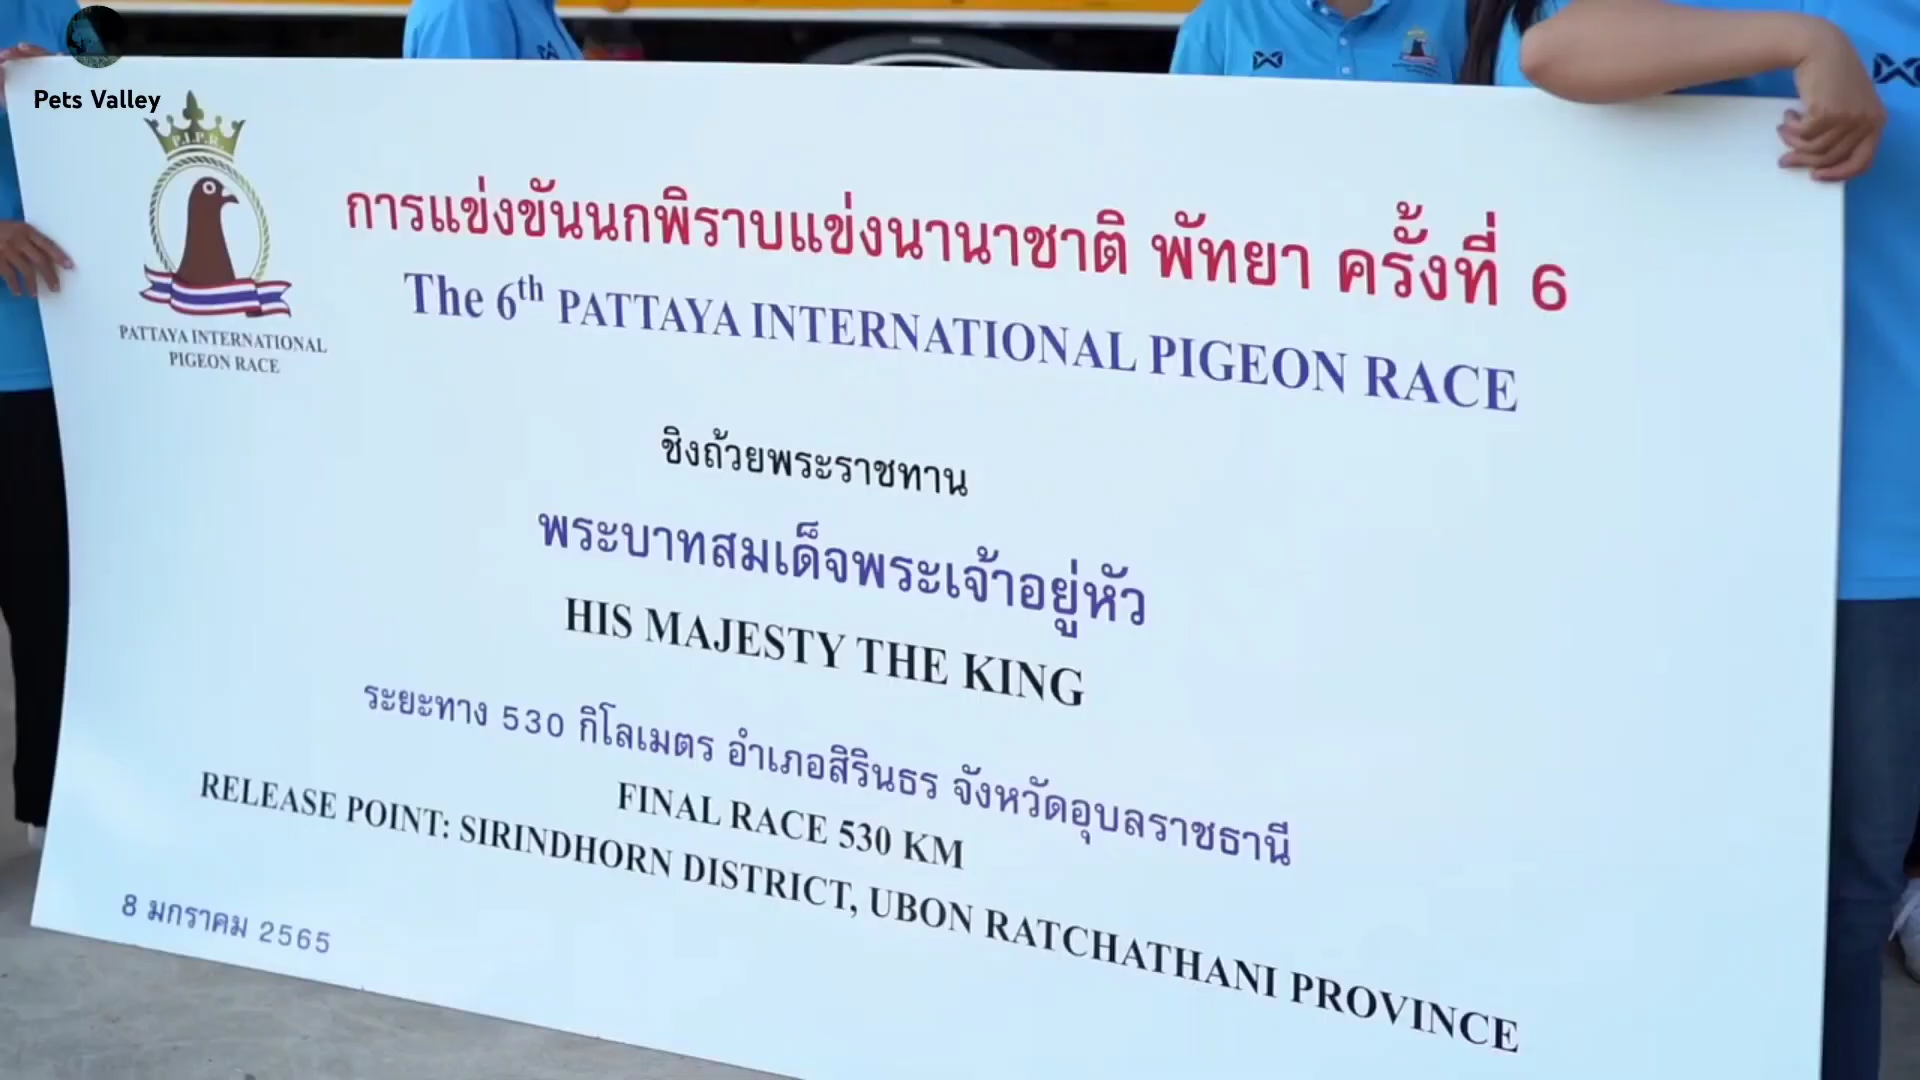 Pets Valley
P.I.P.R.
PATTAYA INTERNATIONAL
PIGEON RACE
การแข่งขันนกพิราบแข่งนานาชาติ พัทยา ครั้งที่ 6
The 6th PATTAYA INTERNATIONAL PIGEON RACE
ชิงถ้วยพระราชทาน
พระบาทสมเด็จพระเจ้าอยู่หัว
HIS MAJESTY THE KING
ระยะทาง 530 กิโลเมตร อำเภอสิรินธร จังหวัดอุบลราชธานี
FINAL RACE 530 KM
RELEASE POINT: SIRINDHORN DISTRICT, UBON RATCHATHANI PROVINCE
8 มกราคม 2565